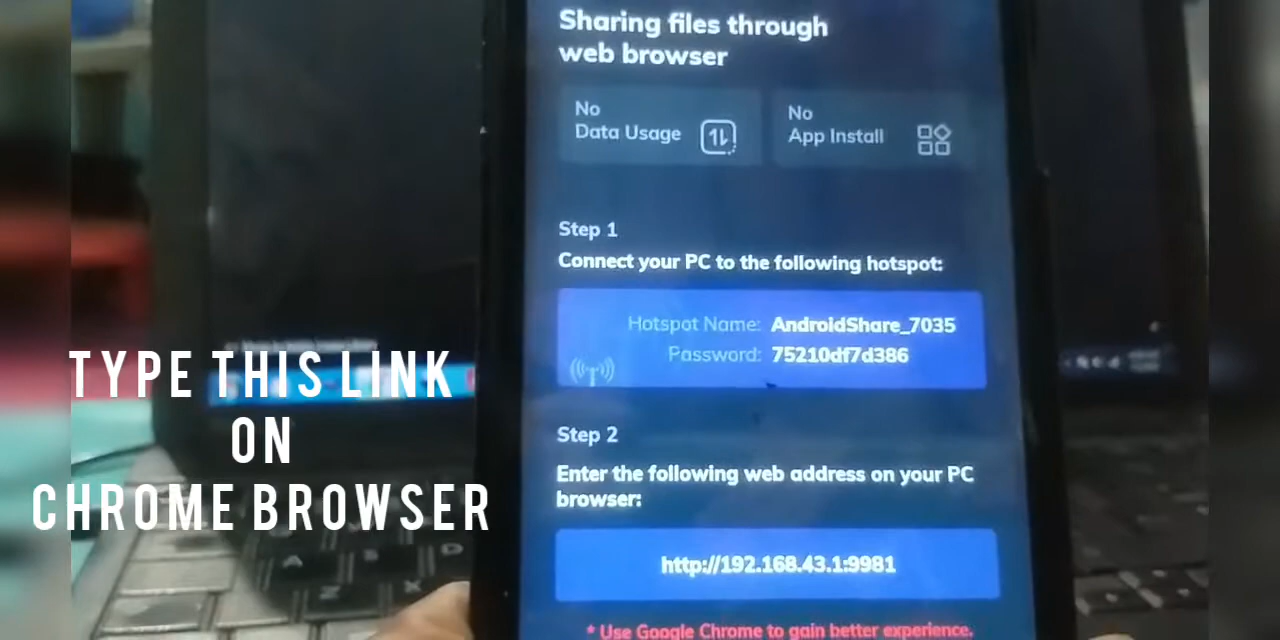 Sharing files through
web browser
No
Data Usage
No
App Install
Step 1
Connect your PC to the following hotspot:
Hotspot Name: AndroidShare_7035
Password: 75210df7d386
Step 2
Enter the following web address on your PC
browser:
http://192.168.43.1:9981
* Use Google Chrome to gain better experience.
TYPE THIS LINK
ON
CHROME BROWSER
A
S
D
Z
X